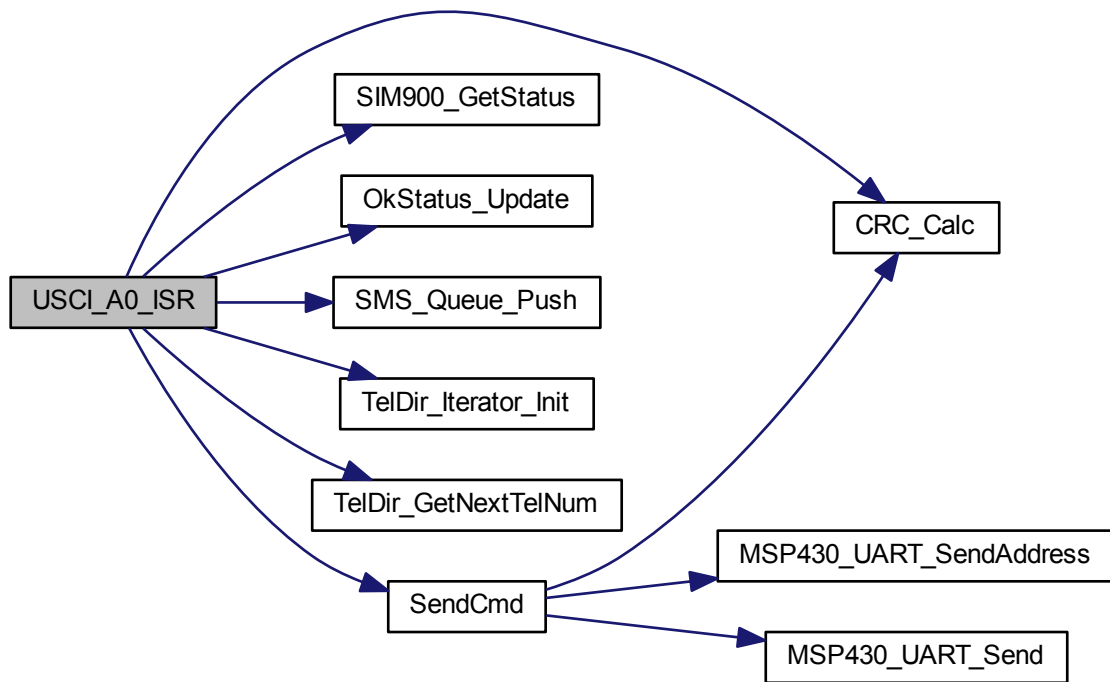 SIM900_GetStatus
OkStatus_Update
CRC_Calc
USCI_A0_ISR
SMS_Queue_Push
TelDir_Iterator_Init
TelDir_GetNextTelNum
MSP430_UART_SendAddress
SendCmd
MSP430_UART_Send